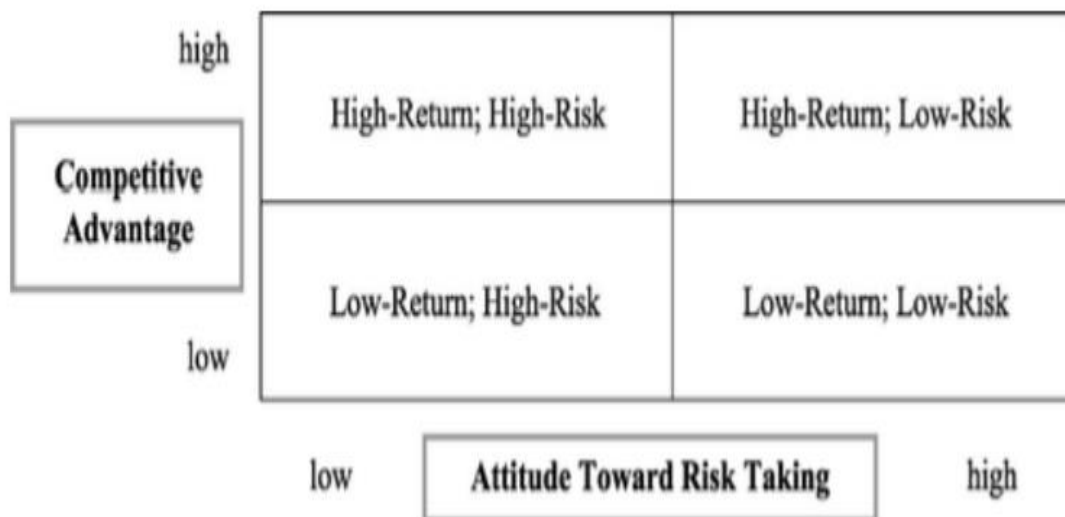 high
High-Return; High-Risk
High-Return; Low-Risk
Competitive
Advantage
Low-Return; High-Risk
Low-Return; Low-Risk
low
low
Attitude Toward Risk Taking
high